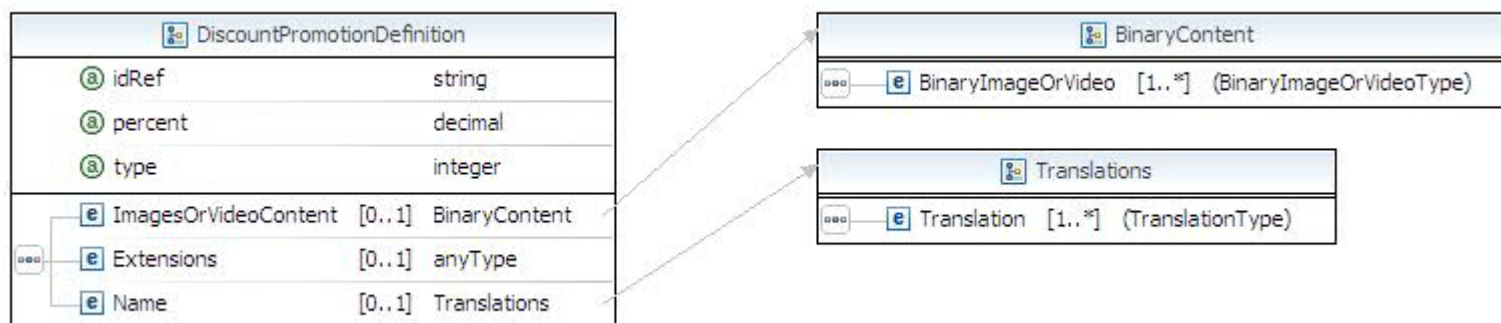 DiscountPromotionDefinition
a idRef string
a percent decimal
a type integer
e ImagesOrVideoContent [0..1] BinaryContent
e Extensions [0..1] anyType
e Name [0..1] Translations
BinaryContent
e BinaryImageOrVideo [1..*] (BinaryImageOrVideoType)
Translations
e Translation [1..*] (TranslationType)